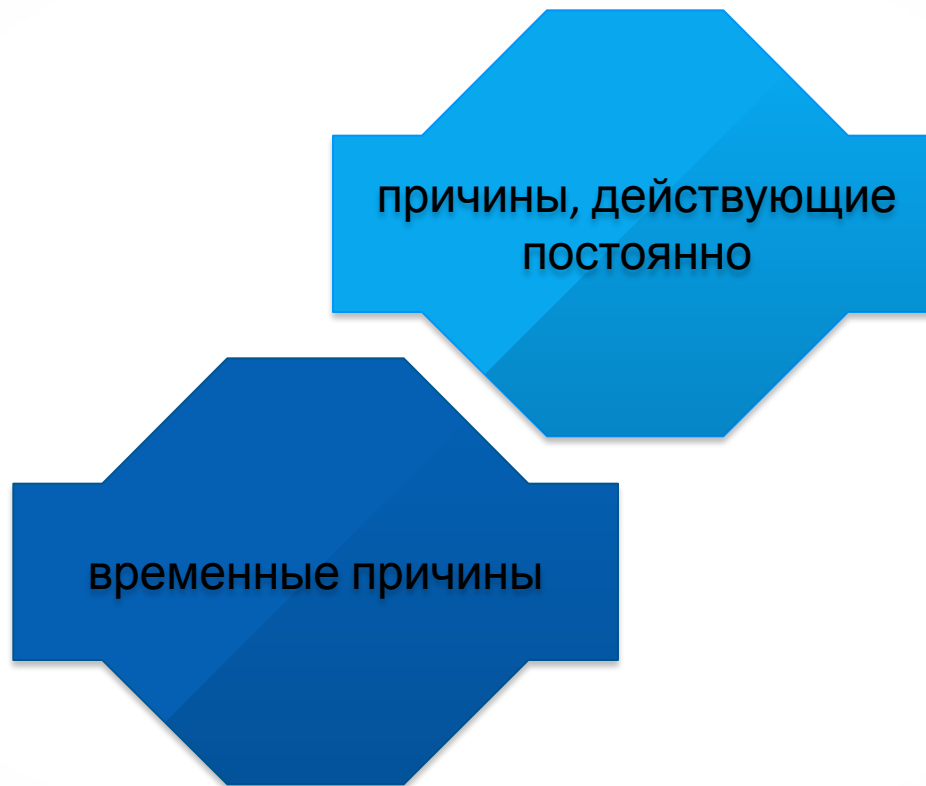 причины, действующие
постоянно
временные причины